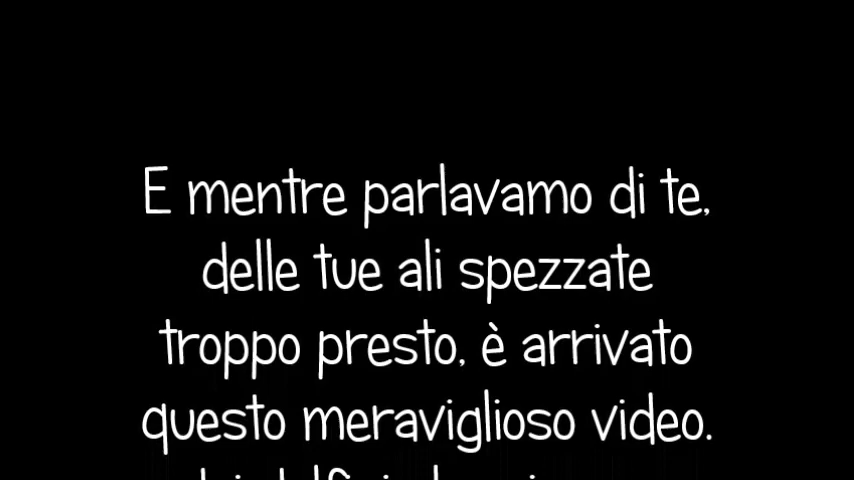 E mentre parlavamo di te,
delle tue ali spezzate
troppo presto, è arrivato
questo meraviglioso video.